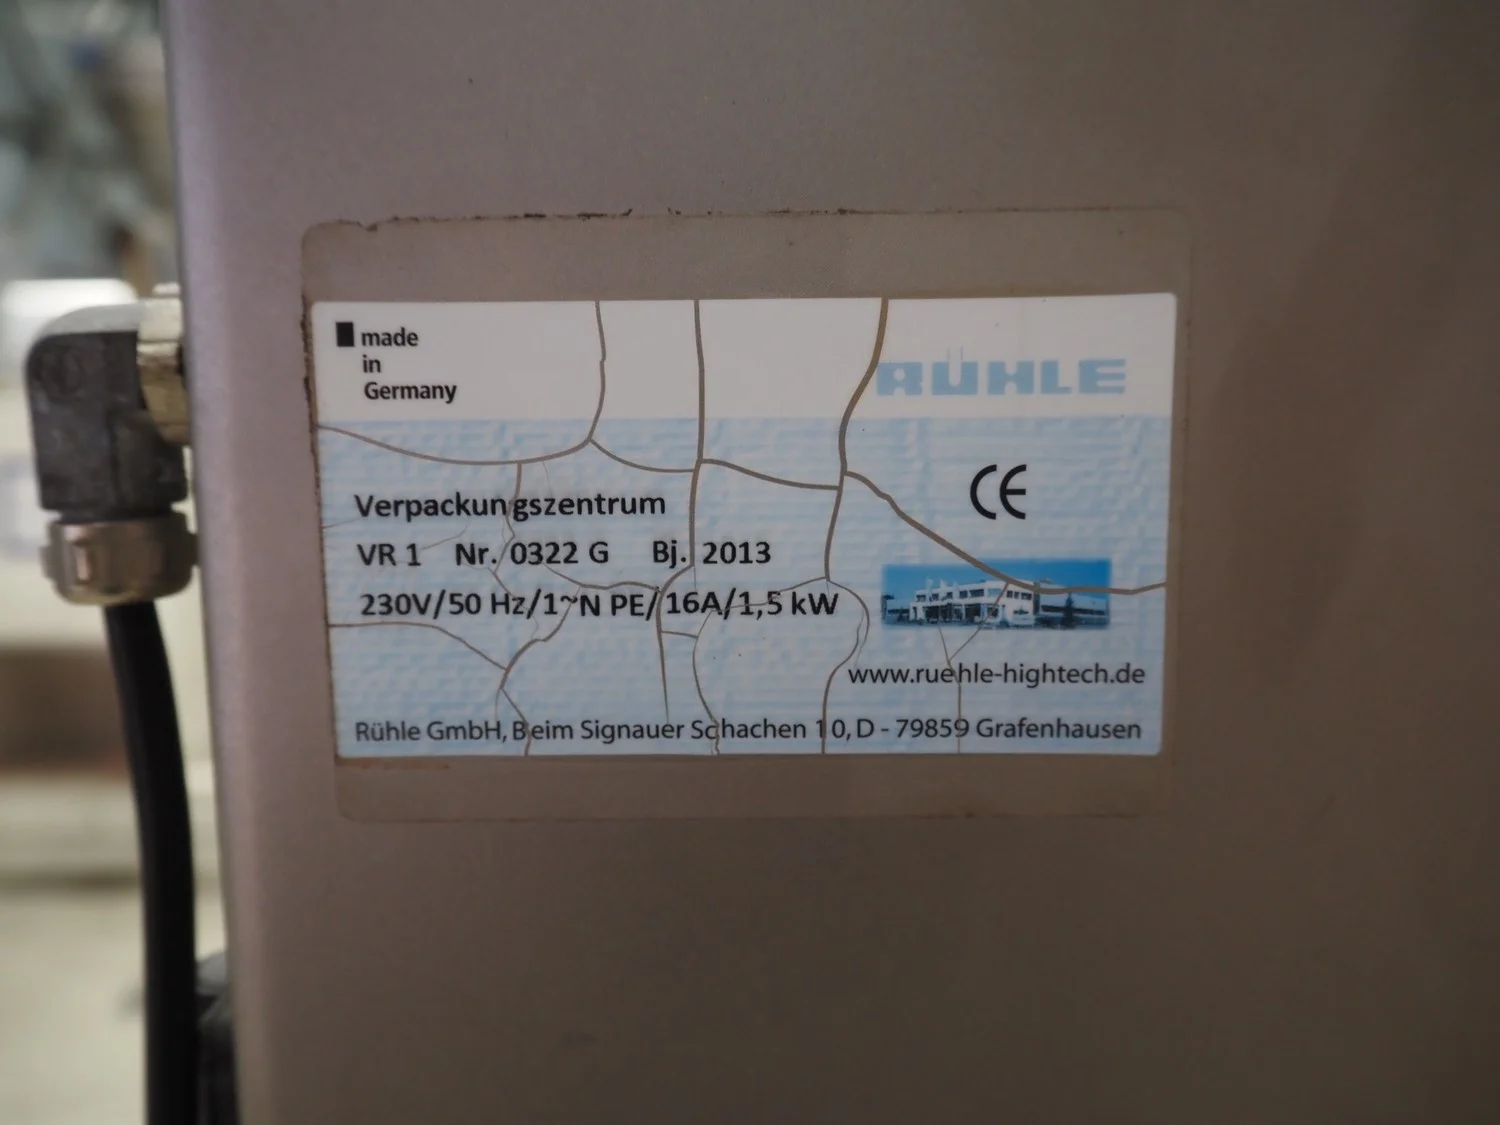 made
in
Germany
RÜHLE
CE
Verpackungszentrum
VR 1 Nr. 0322 G Bj. 2013
230V/50 Hz/1~N PE/16A/1,5 kW
www.ruehle-hightech.de
Rühle GmbH, Beim Signauer Schachen 10, D - 79859 Grafenhausen